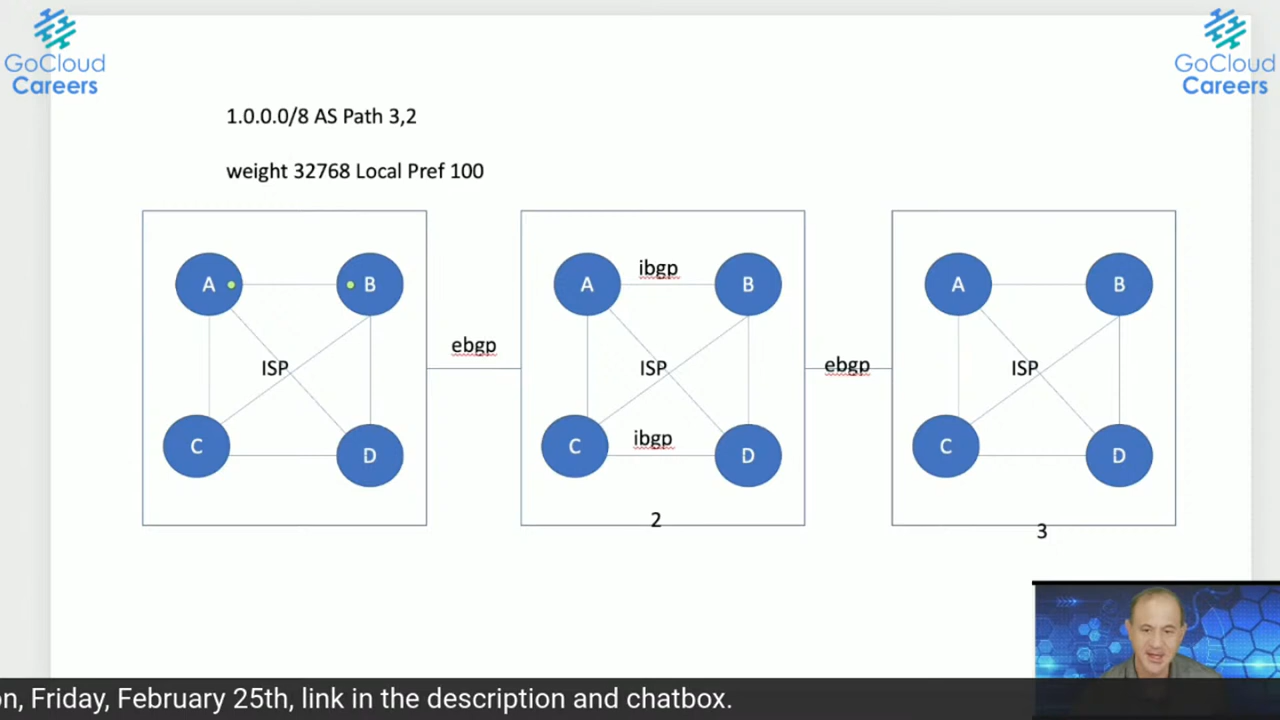 GoCloud
Careers
GoCloud
Careers
1.0.0.0/8 AS Path 3,2
weight 32768 Local Pref 100
A
B
ISP
C
D
ebgp
A
ibgp
B
ISP
C
ibgp
D
2
ebgp
A
B
ISP
C
D
3
n, Friday, February 25th, link in the description and chatbox.